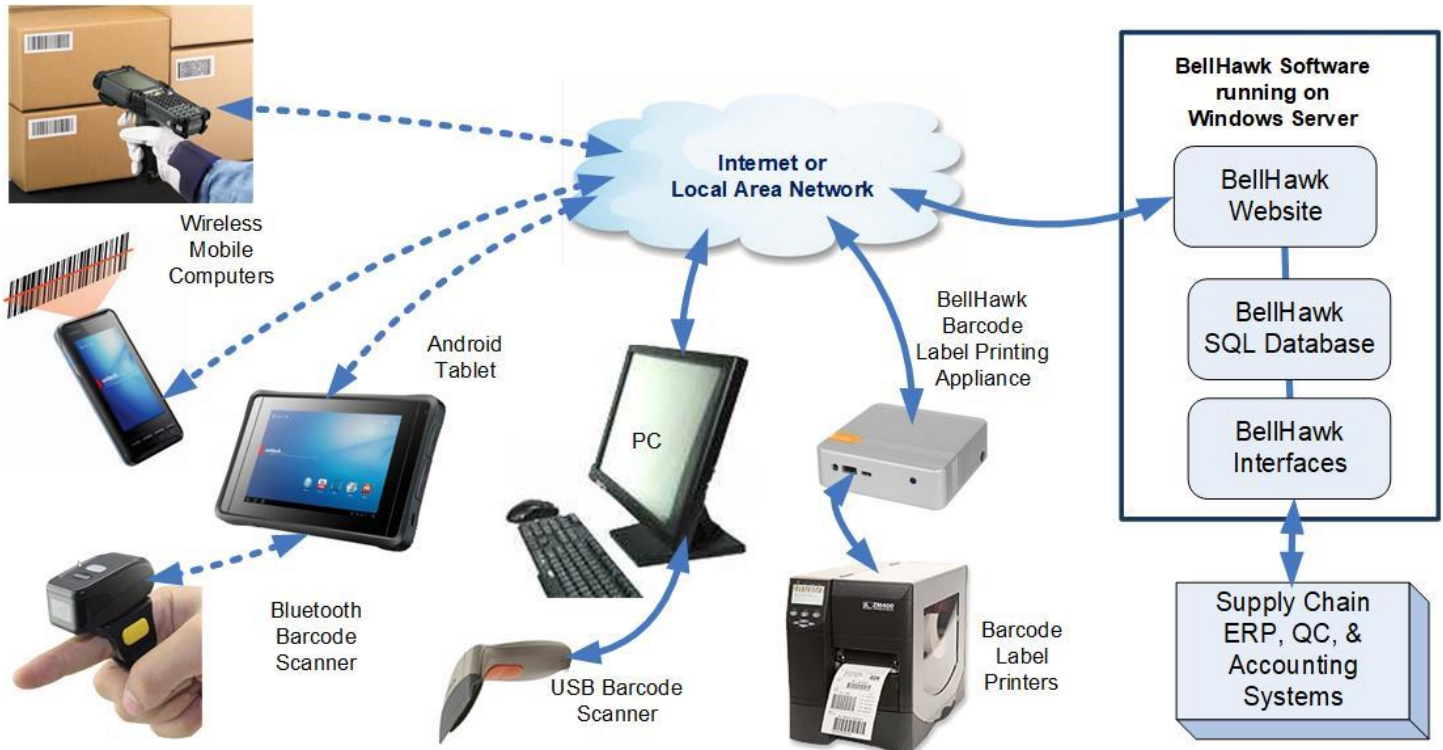 BellHawk Software
running on
Windows Server
BellHawk
Website
BellHawk
SQL Database
BellHawk
Interfaces
Supply Chain
ERP, QC, &
Accounting
Systems
Internet or
Local Area Network
Wireless
Mobile
Computers
Android
Tablet
PC
BellHawk
Barcode
Label Printing
Appliance
Bluetooth
Barcode
Scanner
USB Barcode
Scanner
Barcode
Label
Printers
ZM400